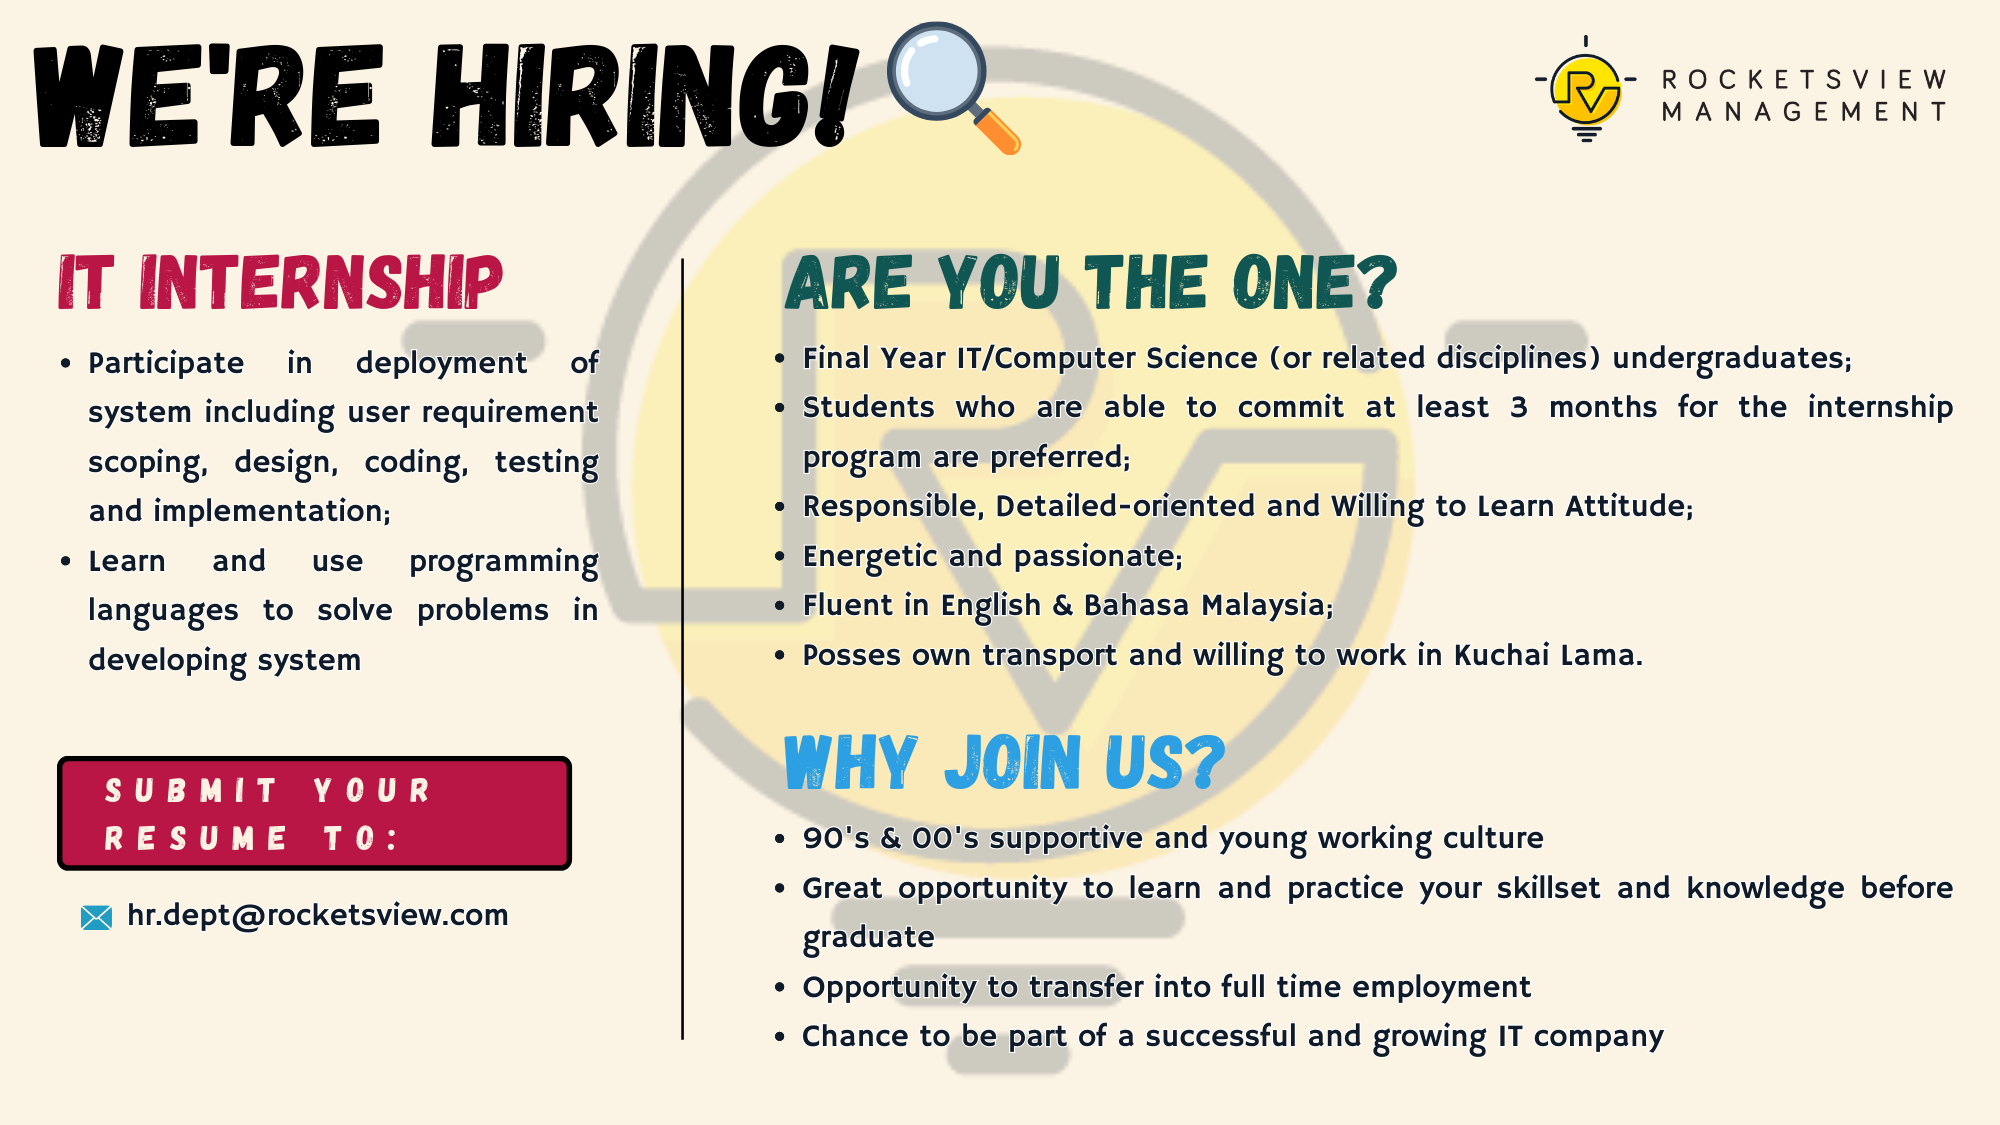 WE'RE HIRING!
ROCKETSVIEW
MANAGEMENT
IT INTERNSHIP
• Participate in deployment of
system including user requirement
scoping, design, coding, testing
and implementation;
• Learn and use programming
languages to solve problems in
developing system
SUBMIT YOUR
RESUME TO:
hr.dept@rocketsview.com
ARE YOU THE ONE?
• Final Year IT/Computer Science (or related disciplines) undergraduates;
• Students who are able to commit at least 3 months for the internship
program are preferred;
• Responsible, Detailed-oriented and Willing to Learn Attitude;
• Energetic and passionate;
• Fluent in English & Bahasa Malaysia;
• Posses own transport and willing to work in Kuchai Lama.
WHY JOIN US?
• 90's & 00's supportive and young working culture
• Great opportunity to learn and practice your skillset and knowledge before
graduate
• Opportunity to transfer into full time employment
• Chance to be part of a successful and growing IT company